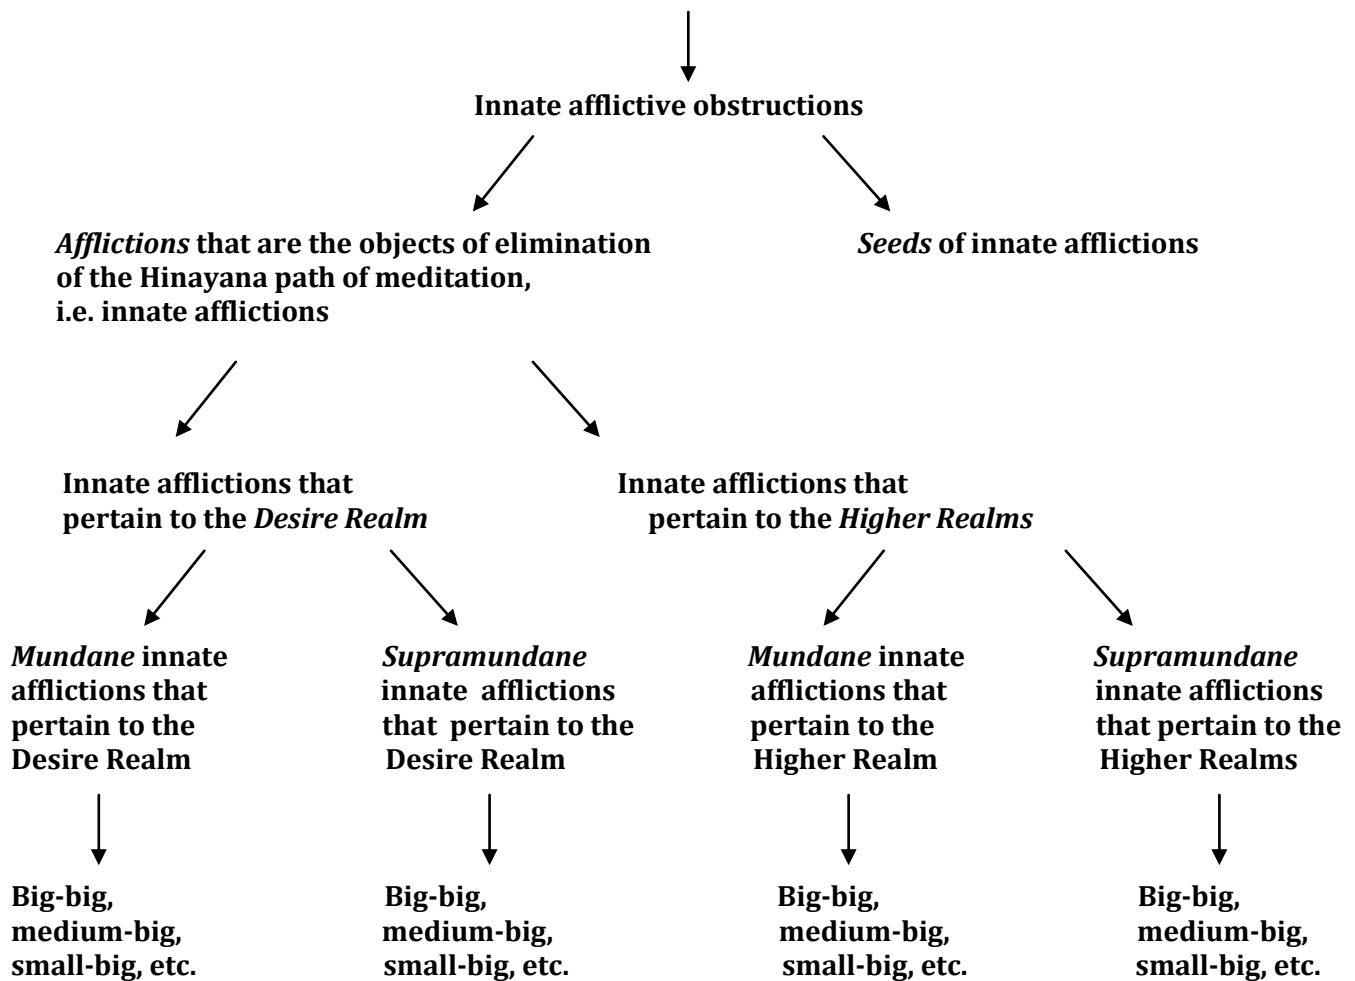 Innate afflictive obstructions
Afflictions that are the objects of elimination
of the Hinayana path of meditation,
i.e. innate afflictions
Seeds of innate afflictions
Innate afflictions that
pertain to the Desire Realm
Innate afflictions that
pertain to the Higher Realms
Mundane innate
afflictions that
pertain to the
Desire Realm
Supramundane
innate afflictions
that pertain to the
Desire Realm
Mundane innate
afflictions that
pertain to the
Higher Realm
Supramundane
innate afflictions
that pertain to the
Higher Realms
Big-big,
medium-big,
small-big, etc.
Big-big,
medium-big,
small-big, etc.
Big-big,
medium-big,
small-big, etc.
Big-big,
medium-big,
small-big, etc.